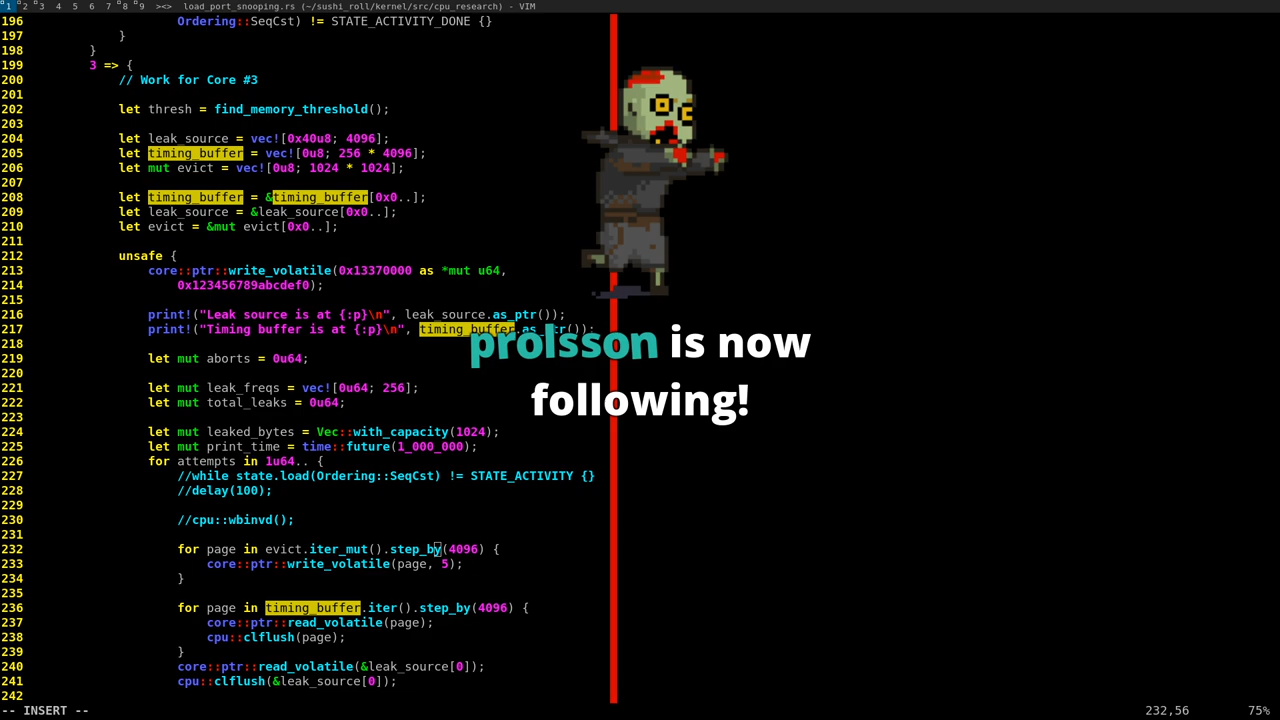 1 2 3 4 5 6 7 8 9 ><> load_port_snooping.rs (~/sushi_roll/kernel/src/cpu_research) - VIM
196 Ordering::SeqCst) != STATE_ACTIVITY_DONE {}
197 }
198 }
199 3 => {
200 // Work for Core #3
201
202 let thresh = find_memory_threshold();
203
204 let leak_source = vec![0x40u8; 4096];
205 let timing_buffer = vec![0u8; 256 * 4096];
206 let mut evict = vec![0u8; 1024 * 1024];
207
208 let timing_buffer = &timing_buffer[0x0..];
209 let leak_source = &leak_source[0x0..];
210 let evict = &mut evict[0x0..];
211
212 unsafe {
213 core::ptr::write_volatile(0x13370000 as *mut u64,
214 0x123456789abcdef0);
215
216 print!("Leak source is at {:p}\n", leak_source.as_ptr());
217 print!("Timing buffer is at {:p}\n", timing_buffer.as_ptr());
218
219 let mut aborts = 0u64;
220
221 let mut leak_freqs = vec![0u64; 256];
222 let mut total_leaks = 0u64;
223
224 let mut leaked_bytes = Vec::with_capacity(1024);
225 let mut print_time = time::future(1_000_000);
226 for attempts in 1u64.. {
227 //while state.load(Ordering::SeqCst) != STATE_ACTIVITY {}
228 //delay(100);
229
230 //cpu::wbinvd();
231
232 for page in evict.iter_mut().step_by(4096) {
233 core::ptr::write_volatile(page, 5);
234 }
235
236 for page in timing_buffer.iter().step_by(4096) {
237 core::ptr::read_volatile(page);
238 cpu::clflush(page);
239 }
240 core::ptr::read_volatile(&leak_source[0]);
241 cpu::clflush(&leak_source[0]);
242
prolsson is now
following!
-- INSERT -- 232,56 75%